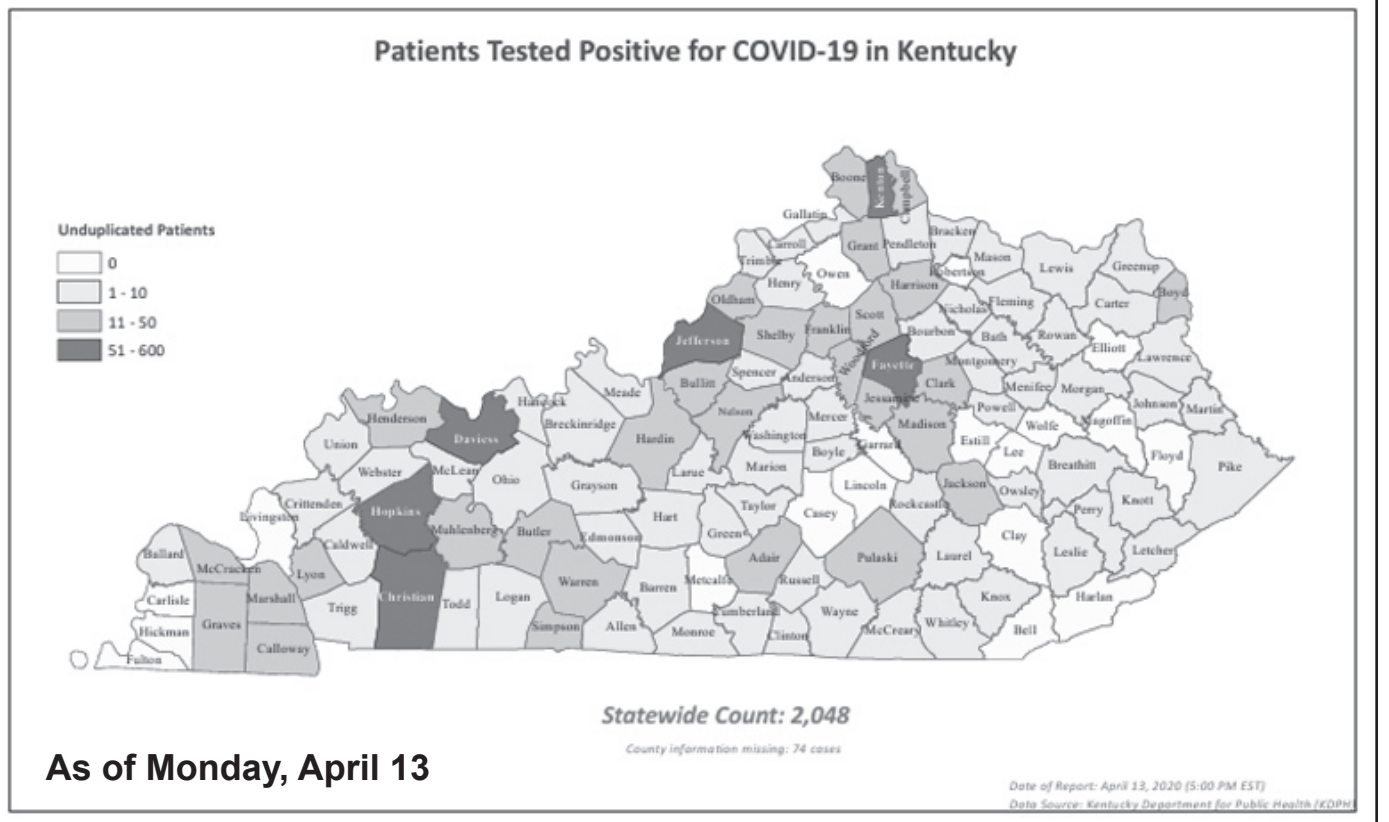 Patients Tested Positive for COVID-19 in Kentucky
Unduplicated Patients
0
1 - 10
11 - 50
51 - 600
Boone
Kenton
Campbell
Gallatin
Carroll
Grant
Pendleton
Bracken
Trimble
Owen
Robertson
Mason
Lewis
Greenup
Henry
Harrison
Boyd
Oldham
Nicholas
Fleming
Carter
Scott
Jefferson
Shelby
Franklin
Woodford
Bourbon
Bath
Rowan
Elliott
Lawrence
Fayette
Spencer
Anderson
Clark
Montgomery
Menifee
Morgan
Bullitt
Meade
Hancock
Jessamine
Johnson
Martin
Henderson
Daviess
Breckinridge
Nelson
Mercer
Madison
Powell
Wolfe
Magoffin
Union
Hardin
Washington
Garrard
Estill
Lee
Floyd
Pike
Webster
McLean
Ohio
Grayson
Larue
Marion
Boyle
Lincoln
Jackson
Breathitt
Owsley
Knott
Crittenden
Livingston
Hopkins
Muhlenberg
Butler
Edmonson
Hart
Green
Taylor
Casey
Rockcastle
Perry
Clay
Leslie
Letcher
Ballard
McCracken
Caldwell
Lyon
Warren
Barren
Metcalfe
Adair
Russell
Pulaski
Laurel
Carlisle
Marshall
Trigg
Christian
Todd
Logan
Knox
Harlan
Hickman
Graves
Simpson
Allen
Monroe
Cumberland
Clinton
Wayne
McCreary
Whitley
Bell
Fulton
Calloway
Statewide Count: 2,048
County information missing: 74 cases
As of Monday, April 13
Date of Report: April 13, 2020 (5:00 PM EST)
Data Source: Kentucky Department for Public Health (KDPH)